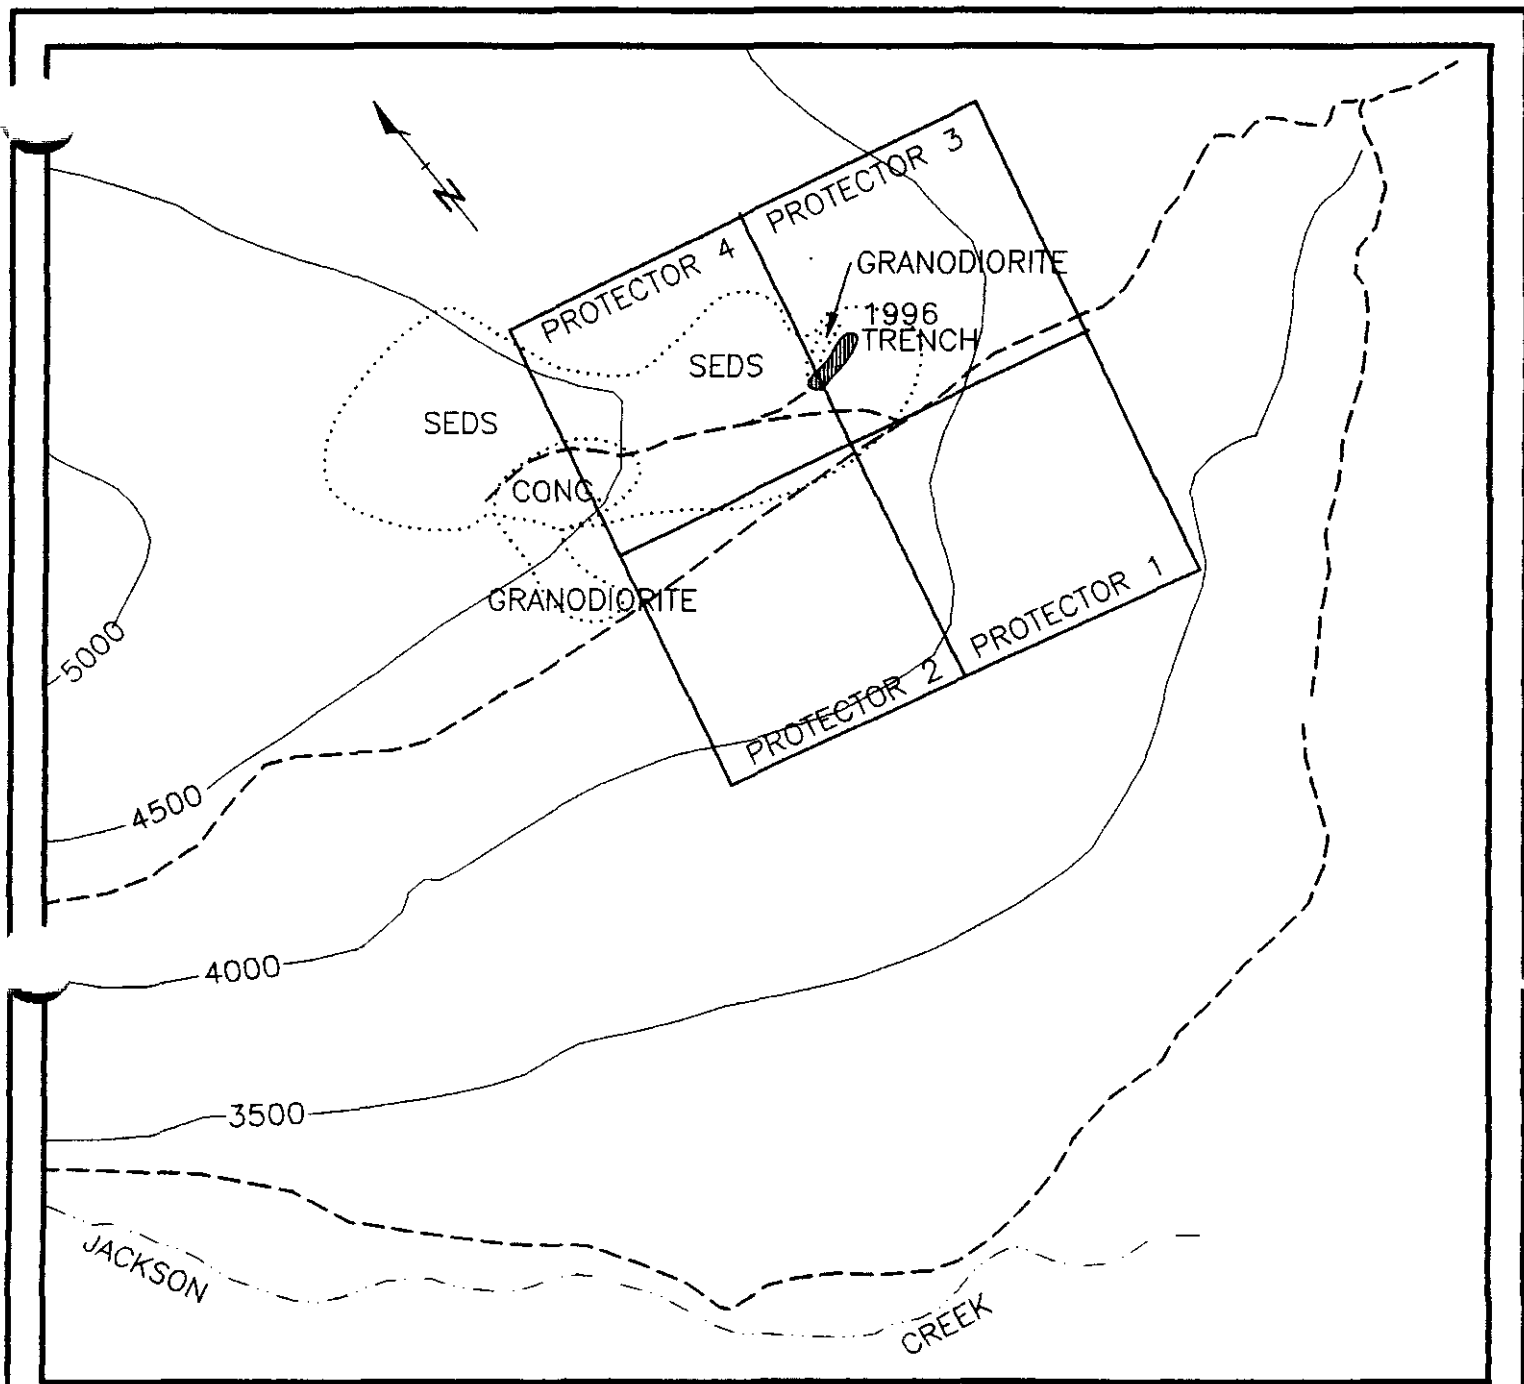 N
PROTECTOR 3
PROTECTOR 4
GRANODIORITE
1996
TRENCH
SEDS
SEDS
CONG
GRANODIORITE
PROTECTOR 1
PROTECTOR 2
5000
4500
4000
3500
JACKSON
CREEK